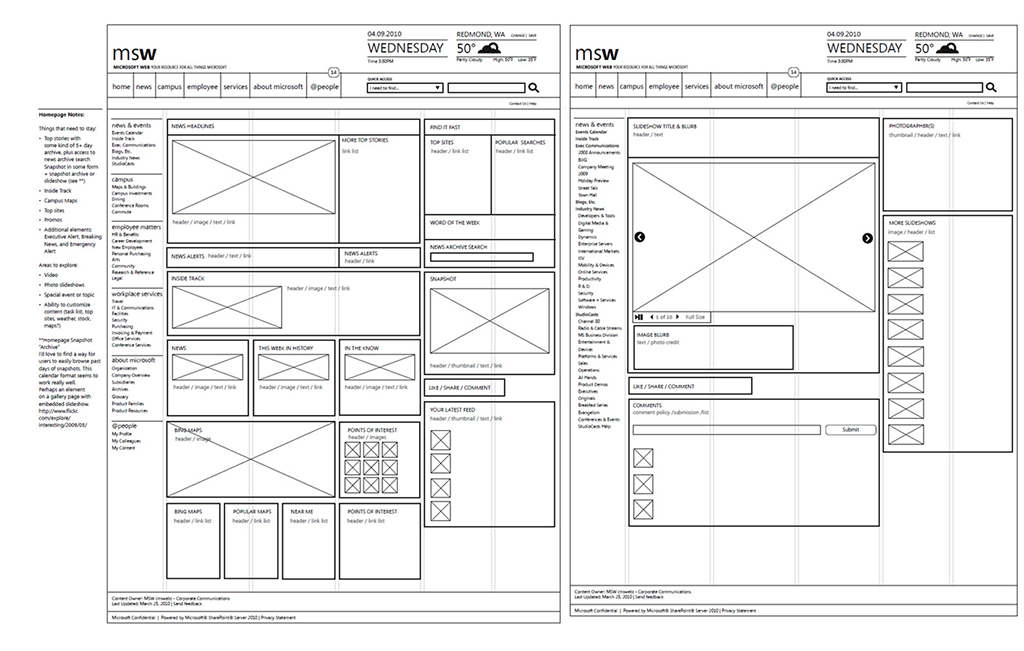 Homepage Notes:
Things that need to stay:
• Top stories with
some kind of 5+ day
archive, plus access to
news archive search
Snapshot in some form
+ snapshot archive or
slideshow (see **)
• Inside Track
• Campus Maps
• Top sites
• Promos
• Additional elements:
Executive Alert, Breaking
News, and Emergency
Alert
Areas to explore:
• Video
• Photo slideshows
• Special event or topic
• Ability to customize
content (task list, top
sites, weather, stock,
maps?)
**Homepage Snapshot
"Archive"
I'd love to find a way for
users to easily browse past
days of snapshots. This
calendar format seems to
work really well.
Perhaps an element
on a gallery page with
embedded slideshow.
http://www.flickr.
com/explore/
interesting/2009/05/
msw
MICROSOFT WEB YOUR RESOURCE FOR ALL THINGS MICROSOFT
04.09.2010
WEDNESDAY
Time 3:30PM
REDMOND, WA CHANGE | SAVE
50°
Party Cloudy High: 50°F Low: 35°F
14
home
news
campus
employee
services
about microsoft
@people
QUICK ACCESS
I need to find...
Contact Us | Help
news & events
Events Calendar
Inside Track
Exec. Communications
Blogs, Etc.
Industry News
StudioCasts
campus
Maps & Buildings
Campus Investments
Dining
Conference Rooms
Commute
employee matters
HR & Benefits
Career Development
New Employees
Personal Purchasing
Arts
Community
Research & Reference
Legal
workplace services
Travel
IT & Communications
Facilities
Security
Purchasing
Invoicing & Payment
Office Services
Conference Services
about microsoft
Organization
Company Overview
Subsidiaries
Archives
Glossary
Product Families
Product Resources
@people
My Profile
My Colleagues
My Content
NEWS HEADLINES
header / image / text / link
MORE TOP STORIES
link list
NEWS ALERTS header / text / link
NEWS ALERTS
header / link
INSIDE TRACK
header / image / text / link
NEWS
header / image / text / link
THIS WEEK IN HISTORY
header / image / text / link
IN THE KNOW
header / image / text / link
BING MAPS
header / image
POINTS OF INTEREST
header / images
BING MAPS
header / link list
POPULAR MAPS
header / link list
NEAR ME
header / link list
POINTS OF INTEREST
header / link list
FIND IT FAST
TOP SITES
header / link list
POPULAR SEARCHES
header / link list
WORD OF THE WEEK
NEWS ARCHIVE SEARCH
SNAPSHOT
header / thumbnail / text / link
LIKE / SHARE / COMMENT
YOUR LATEST FEED
header / thumbnail / text / link
Content Owner: MSW (msweb) – Corporate Communications
Last Updated: March 25, 2010 | Send feedback
Microsoft Confidential | Powered by Microsoft® SharePoint® Server 2010 | Privacy Statement
msw
MICROSOFT WEB YOUR RESOURCE FOR ALL THINGS MICROSOFT
04.09.2010
WEDNESDAY
Time 3:30PM
REDMOND, WA CHANGE | SAVE
50°
Party Cloudy High: 50°F Low: 35°F
14
home
news
campus
employee
services
about microsoft
@people
QUICK ACCESS
I need to find...
Contact Us | Help
news & events
Events Calendar
Inside Track
Exec Communications
Announcements
BillG
Company Meeting
2009
Holiday Preview
Street Talk
Town Hall
Blogs, Etc.
Industry News
Developers & Tools
Digital Media &
Gaming
Dynamics
Enterprise Servers
International Markets
ISV
Mobility & Devices
Online Services
Productivity
R & D
Security
Software + Services
Windows
StudioCasts
Channel 00
Radio & Cable Streams
MS Business Division
Entertainment &
Devices
Platforms & Services
Sales
Operations
All Hands
Product Demos
Executives
Originals
Breakfast Series
Evangelism
Conferences & Events
StudioCasts Help
SLIDESHOW TITLE & BLURB
header / text
1 of 10
Full Size
IMAGE BLURB
text / photo credit
LIKE / SHARE / COMMENT
COMMENTS
comment policy /submission /list
Submit
PHOTOGRAPHER(S)
thumbnail / header / text / link
MORE SLIDESHOWS
image / header / list
Content Owner: MSW (msweb) – Corporate Communications
Last Updated: March 25, 2010 | Send feedback
Microsoft Confidential | Powered by Microsoft® SharePoint® Server 2010 | Privacy Statement